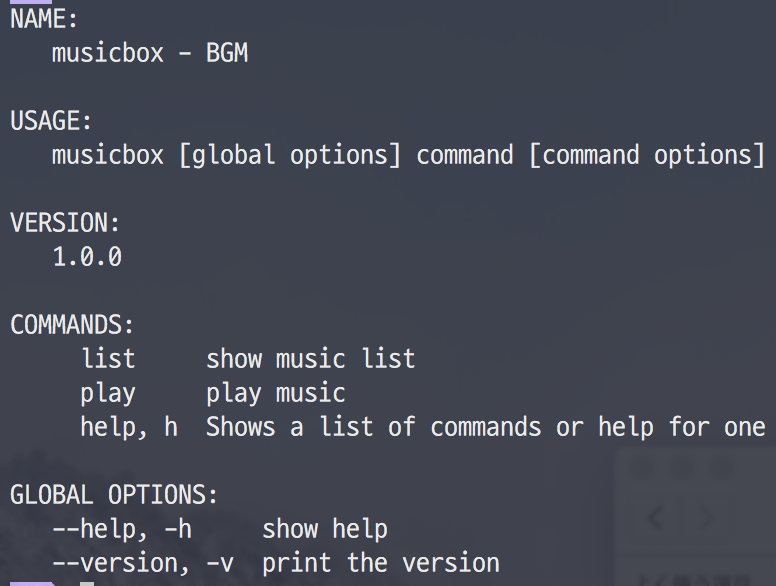 NAME:
musicbox - BGM
USAGE:
musicbox [global options] command [command options]
VERSION:
1.0.0
COMMANDS:
list show music list
play play music
help, h Shows a list of commands or help for one
GLOBAL OPTIONS:
--help, -h show help
--version, -v print the version